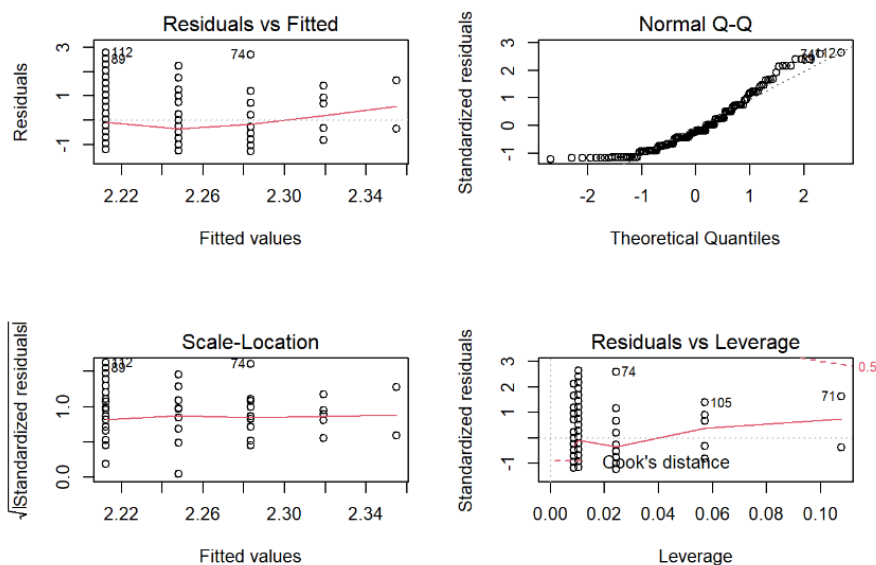 Residuals vs Fitted
Residuals
3
1
-1
112
89
74
2.22 2.26 2.30 2.34
Fitted values
Normal Q-Q
Standardized residuals
3
2
1
0
-1
74
112
-2 -1 0 1 2
Theoretical Quantiles
Scale-Location
√|Standardized residuals|
1.0
0.0
112
89
74
2.22 2.26 2.30 2.34
Fitted values
Residuals vs Leverage
Standardized residuals
3
2
1
0
-1
0.5
74
105
71
Cook's distance
0.00 0.02 0.04 0.06 0.08 0.10
Leverage